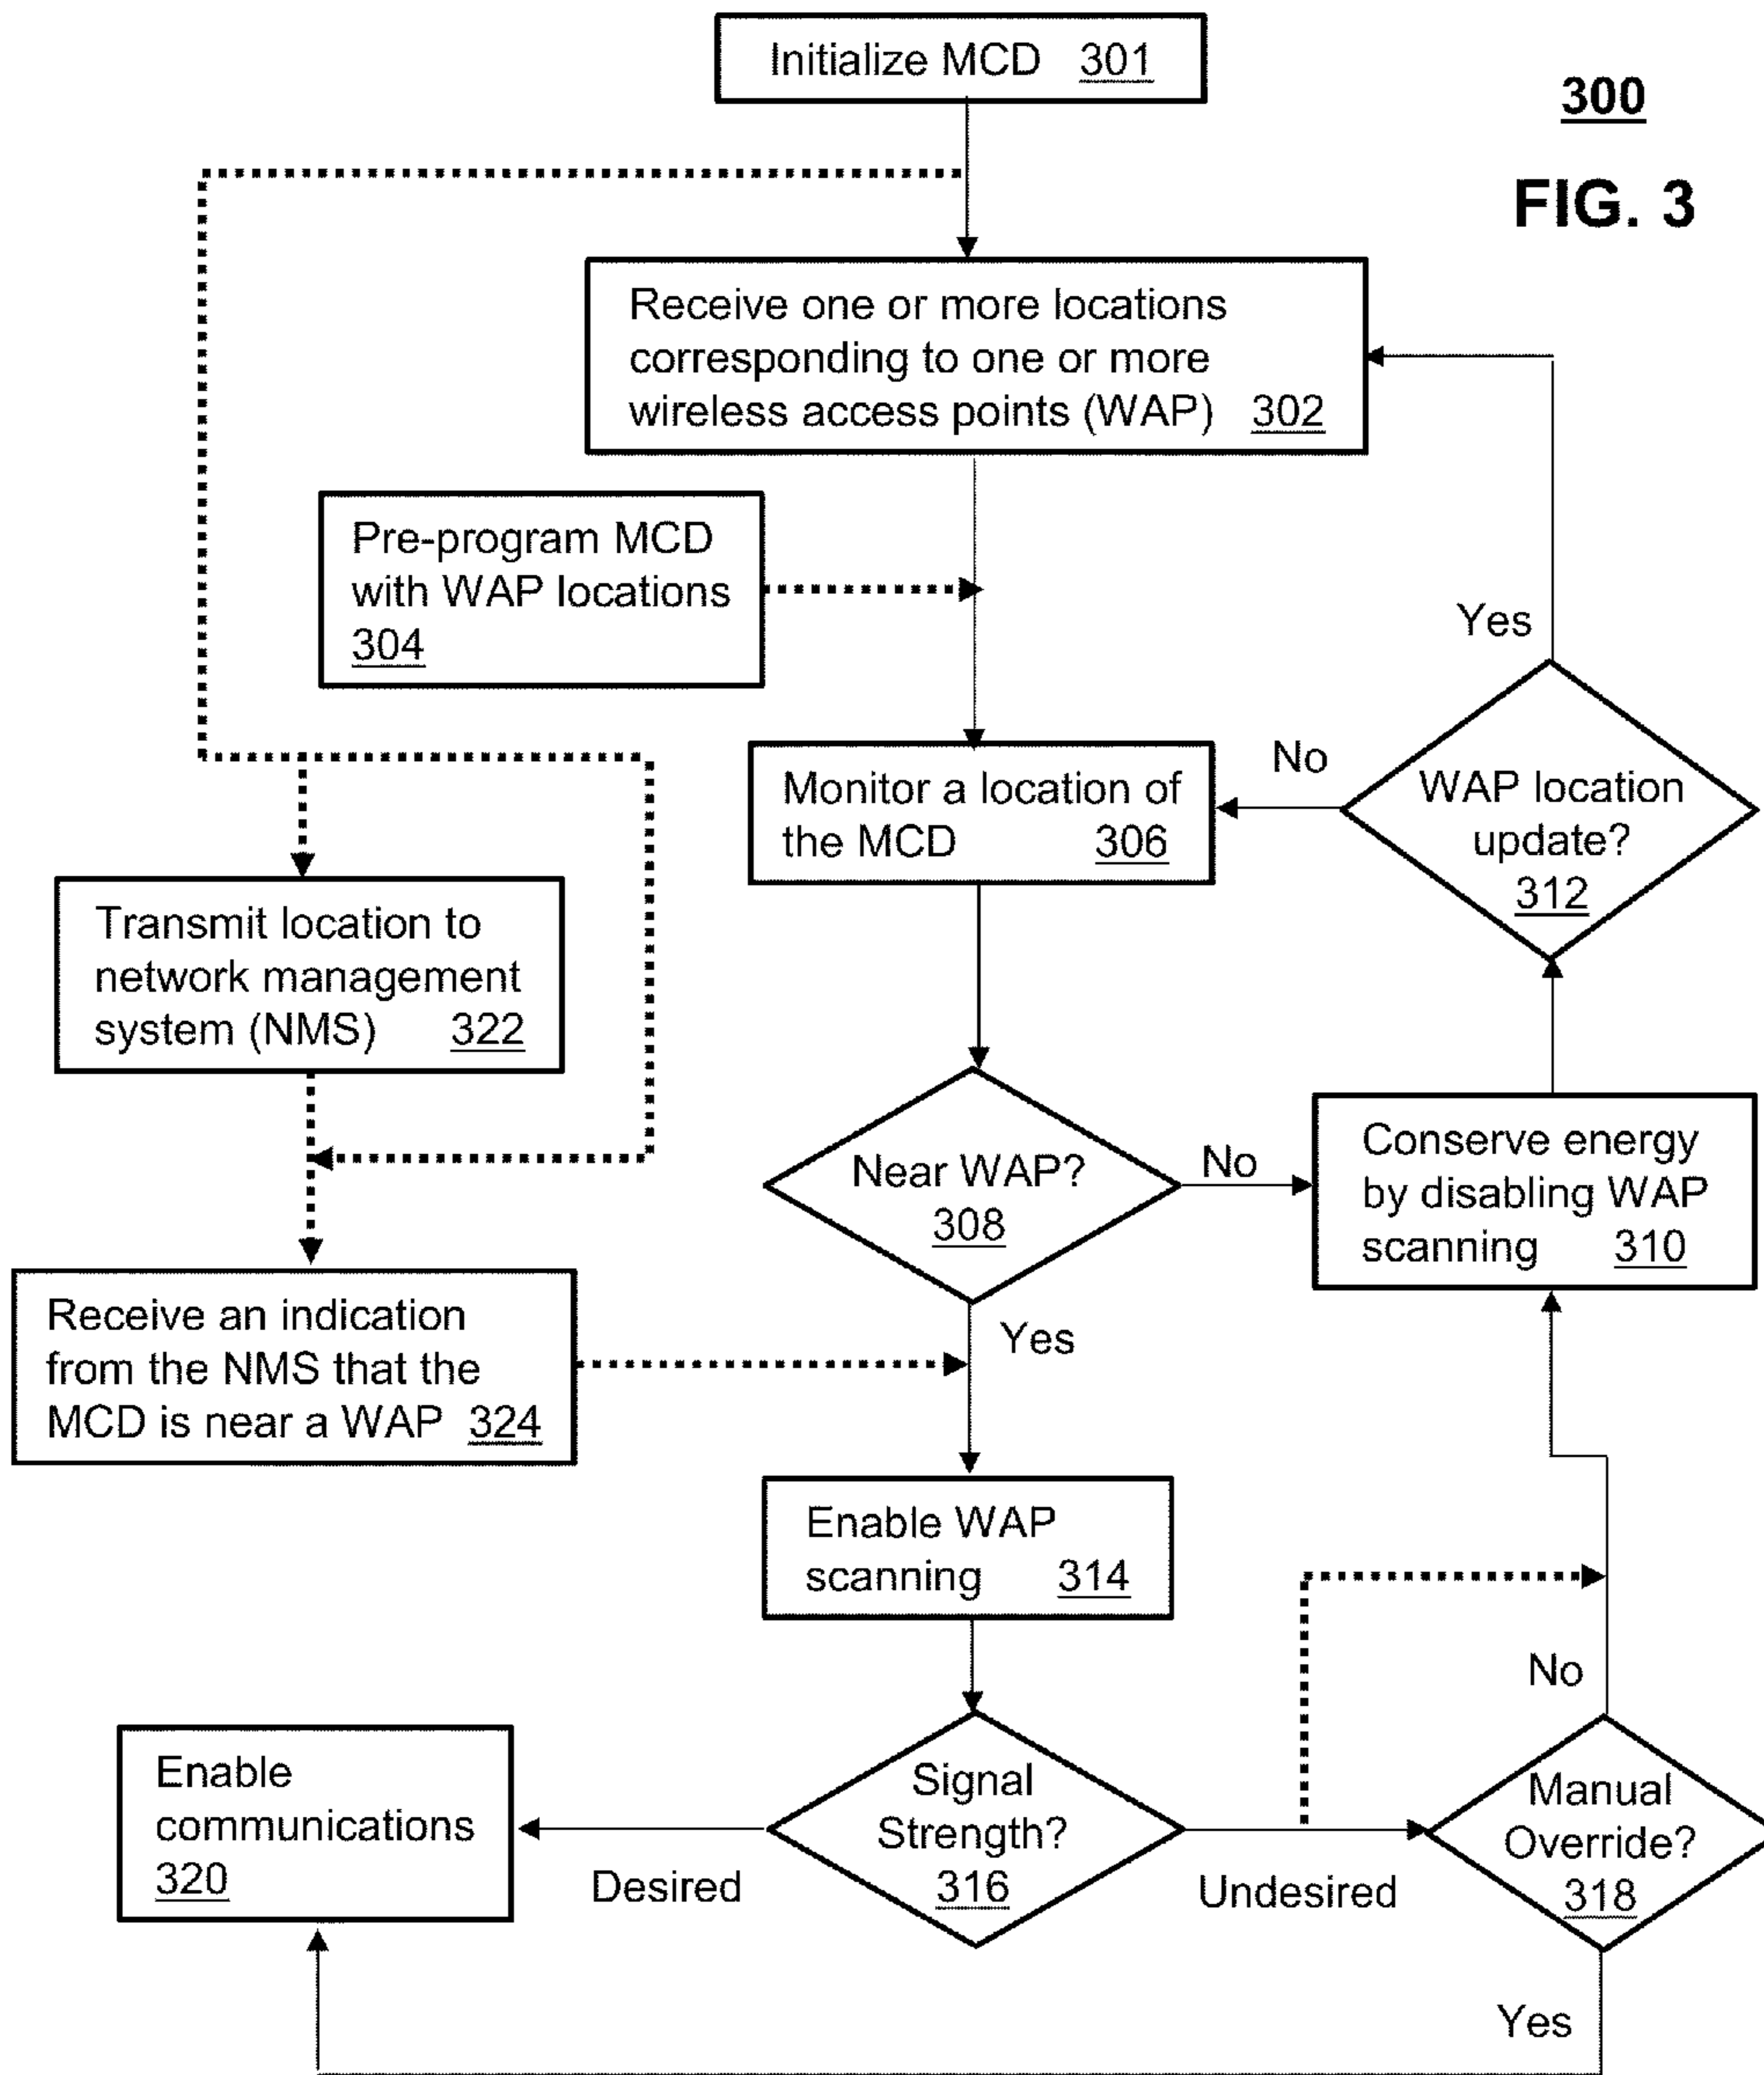 Initialize MCD 301
300
FIG. 3
Receive one or more locations
corresponding to one or more
wireless access points (WAP) 302
Pre-program MCD
with WAP locations
304
Yes
No
Monitor a location of
the MCD 306
WAP location
update?
312
Transmit location to
network management
system (NMS) 322
Near WAP?
308
No
Conserve energy
by disabling WAP
scanning 310
Receive an indication
from the NMS that the
MCD is near a WAP 324
Yes
Enable WAP
scanning 314
No
Enable
communications
320
Signal
Strength?
316
Manual
Override?
318
Desired
Undesired
Yes